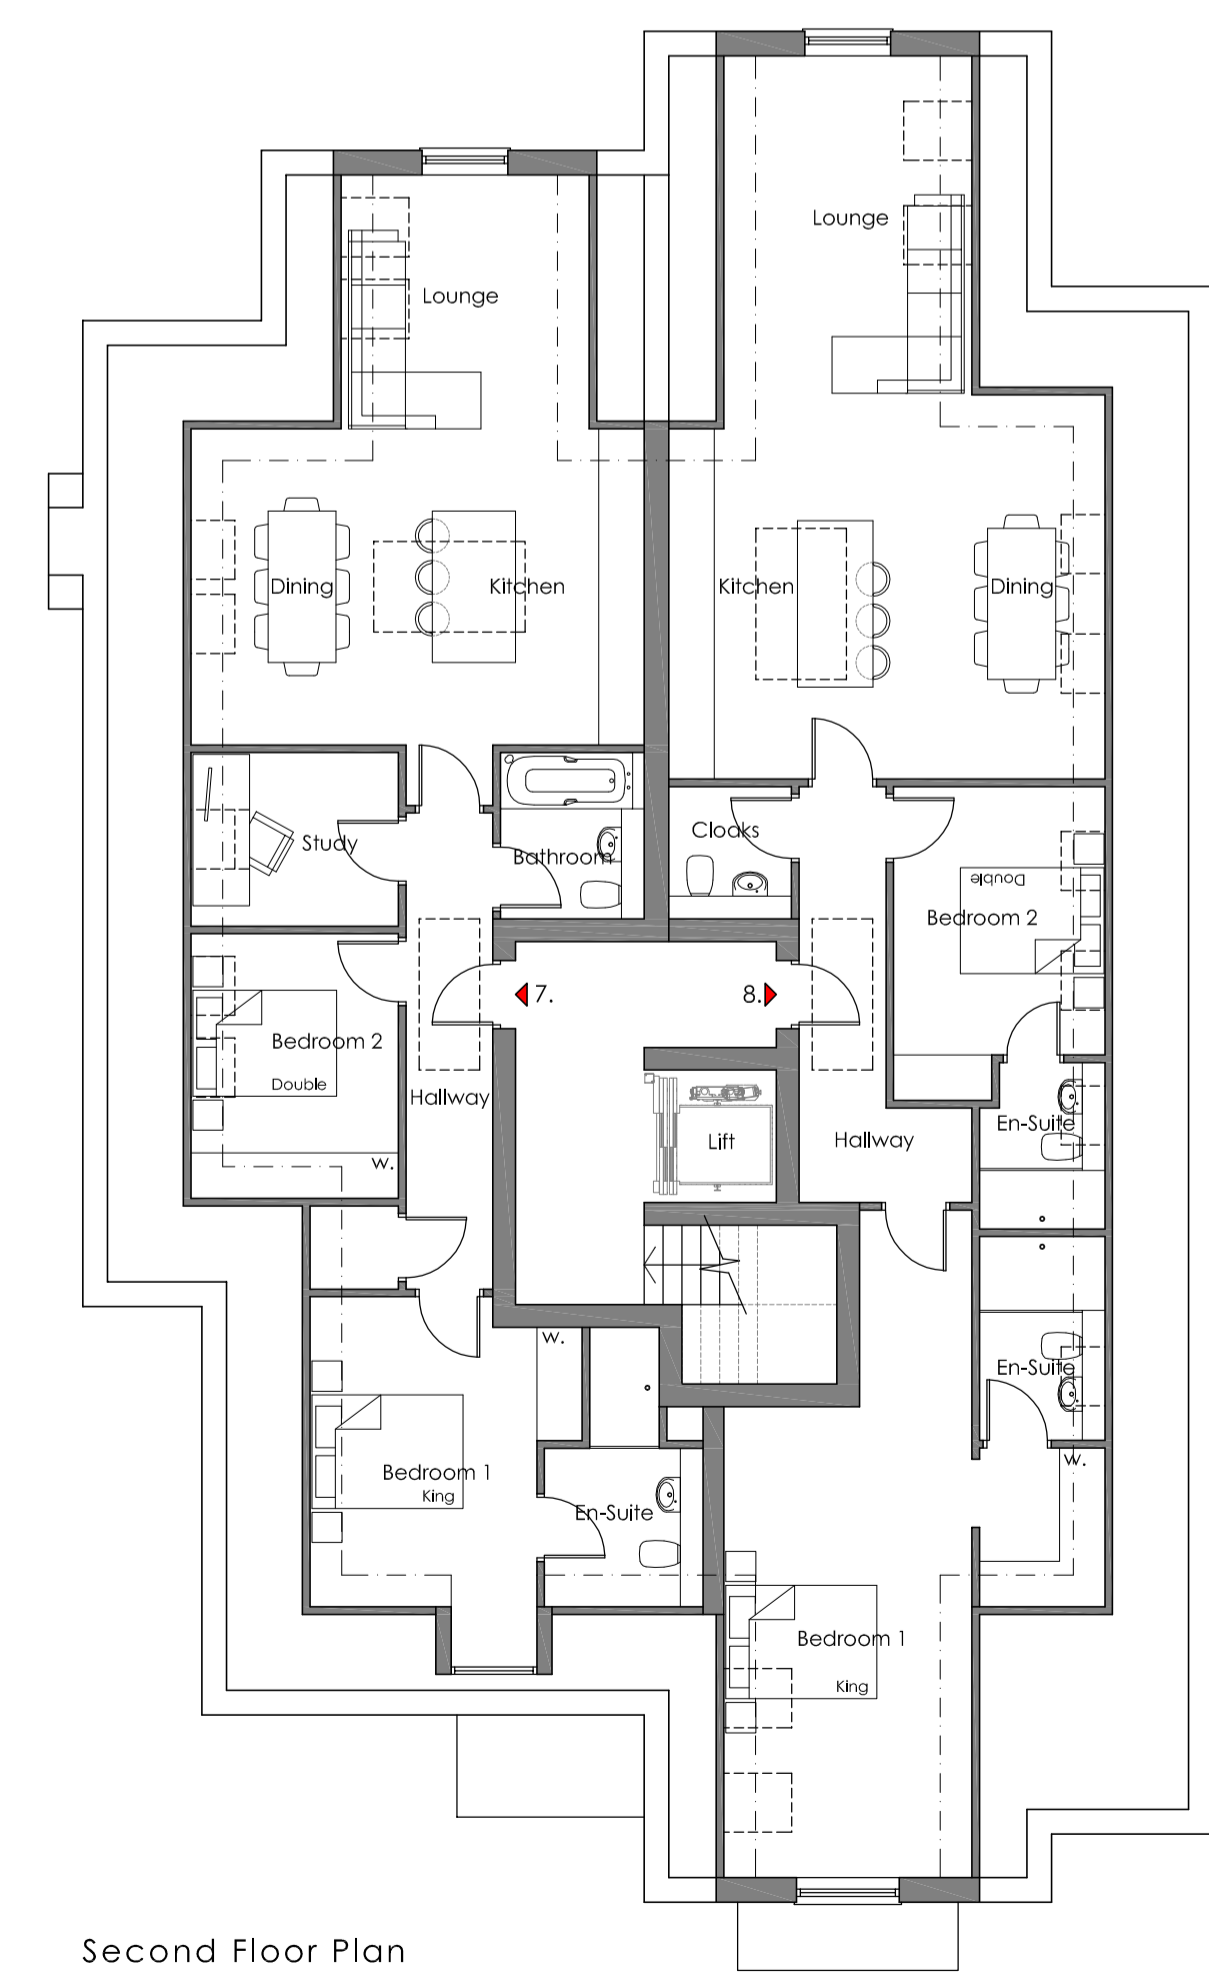 Lounge
Lounge
Dining
Kitchen
Kitchen
Dining
Study
Bathroom
Cloaks
Double
Bedroom 2
7.
8.
Bedroom 2
Double
Hallway
Lift
Hallway
En-Suite
w.
w.
En-Suite
Bedroom 1
King
En-Suite
w.
Bedroom 1
King
Second Floor Plan